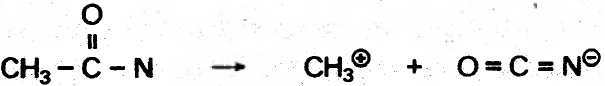 O
||
CH₃ – C – N → CH₃⊕ + O = C = N⊖